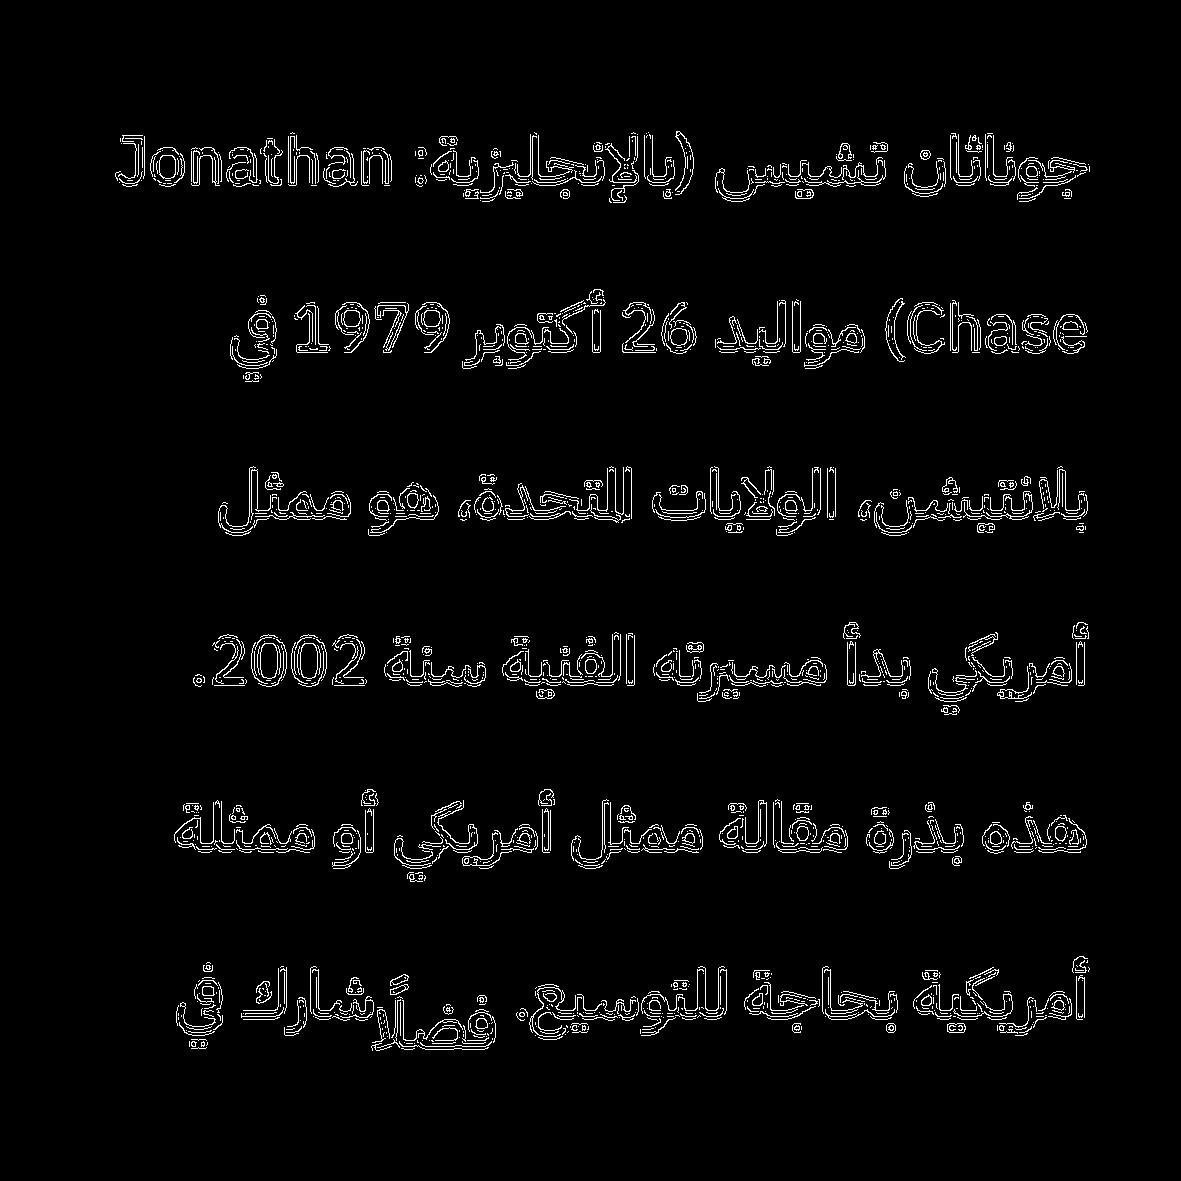 جوناثان تشيس (بالإنجليزية: Jonathan
Chase) مواليد 26 أكتوبر 1979 في
بلانتيشن، الولايات المتحدة، هو ممثل
أمريكي بدأ مسيرته الفنية سنة 2002.
هذه بذرة مقالة ممثل أمريكي أو ممثلة
أمريكية بحاجة للتوسيع. فضلًا شارك في